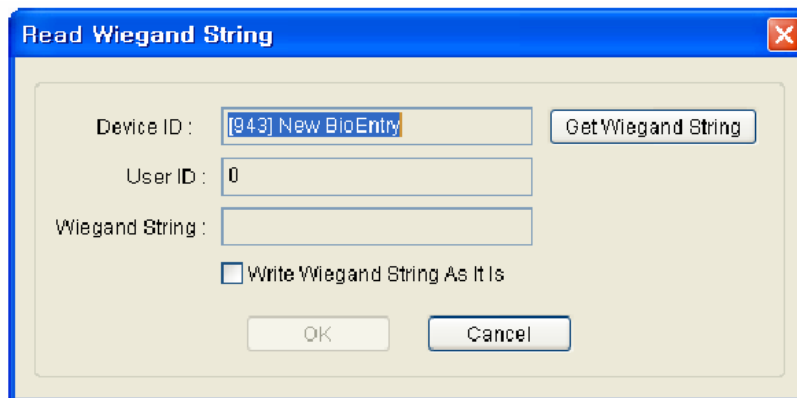 Read Wiegand String
Device ID : [943] New BioEntry Get Wiegand String
User ID : 0
Wiegand String :
Write Wiegand String As It Is
OK Cancel